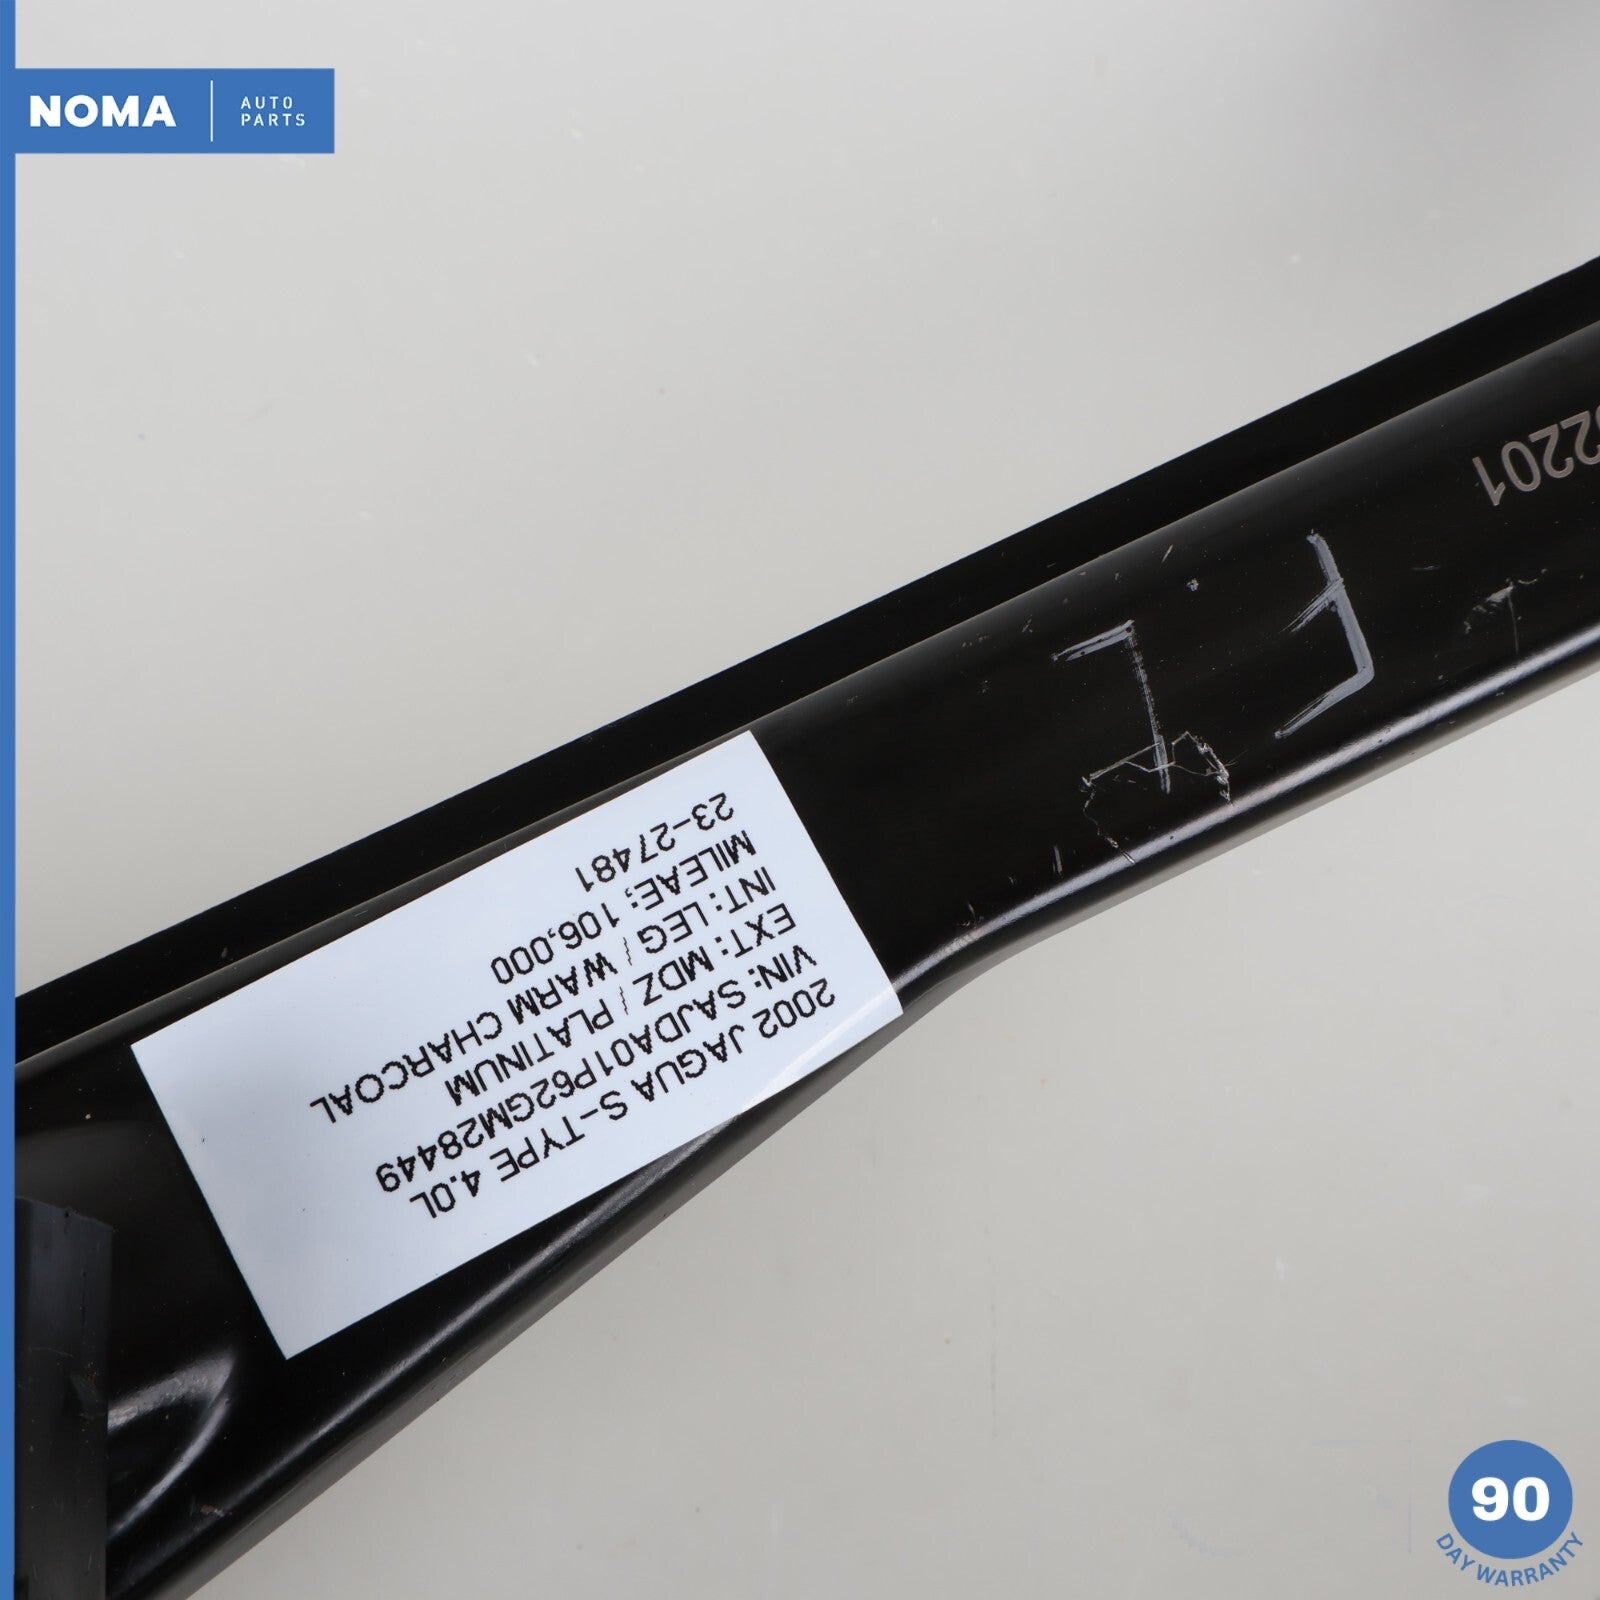 NOMA
AUTO
PARTS
2201
2002 JAGUA S-TYPE 4.0L
VIN: SAJDA01P62GM28449
EXT: MDZ / PLATINUM
INT: LEG / WARM CHARCOAL
MILEAE: 106,000
23-27481
90
DAY WARRANTY